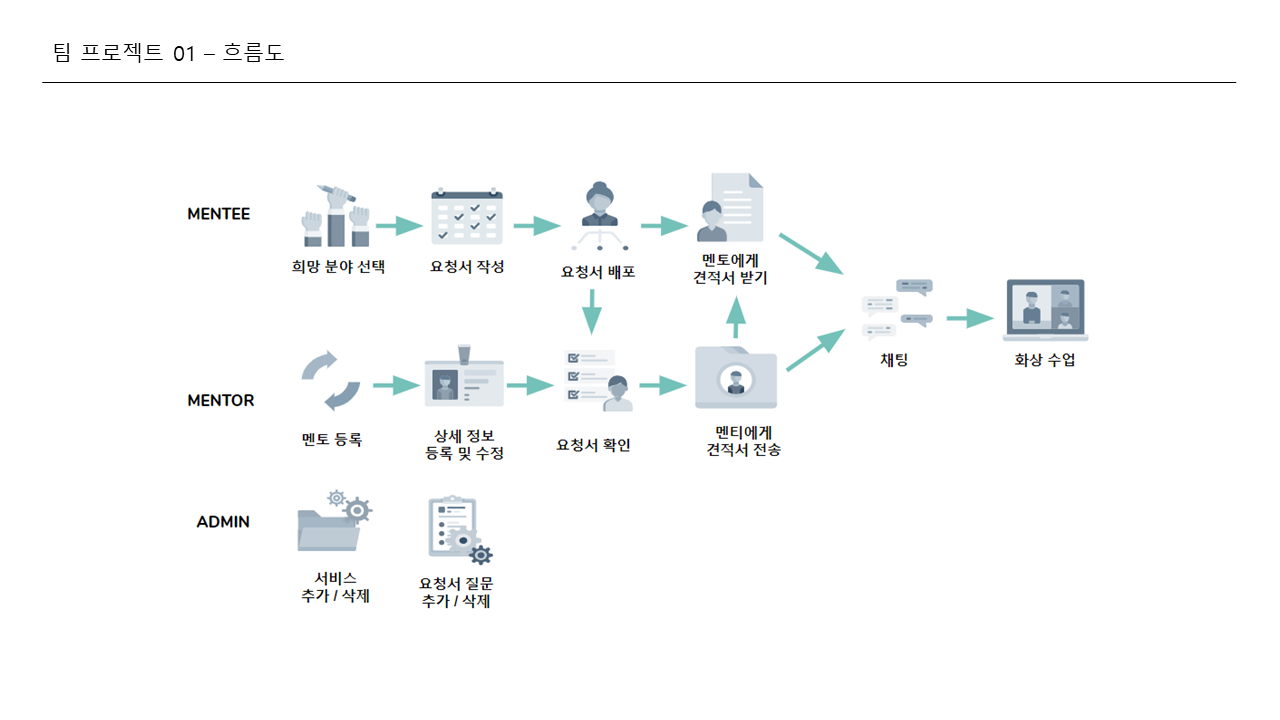 팀 프로젝트 01 – 흐름도
MENTEE
희망 분야 선택
요청서 작성
요청서 배포
멘토에게
견적서 받기
채팅
화상 수업
MENTOR
멘토 등록
상세 정보
등록 및 수정
요청서 확인
멘티에게
견적서 전송
ADMIN
서비스
추가 / 삭제
요청서 질문
추가 / 삭제